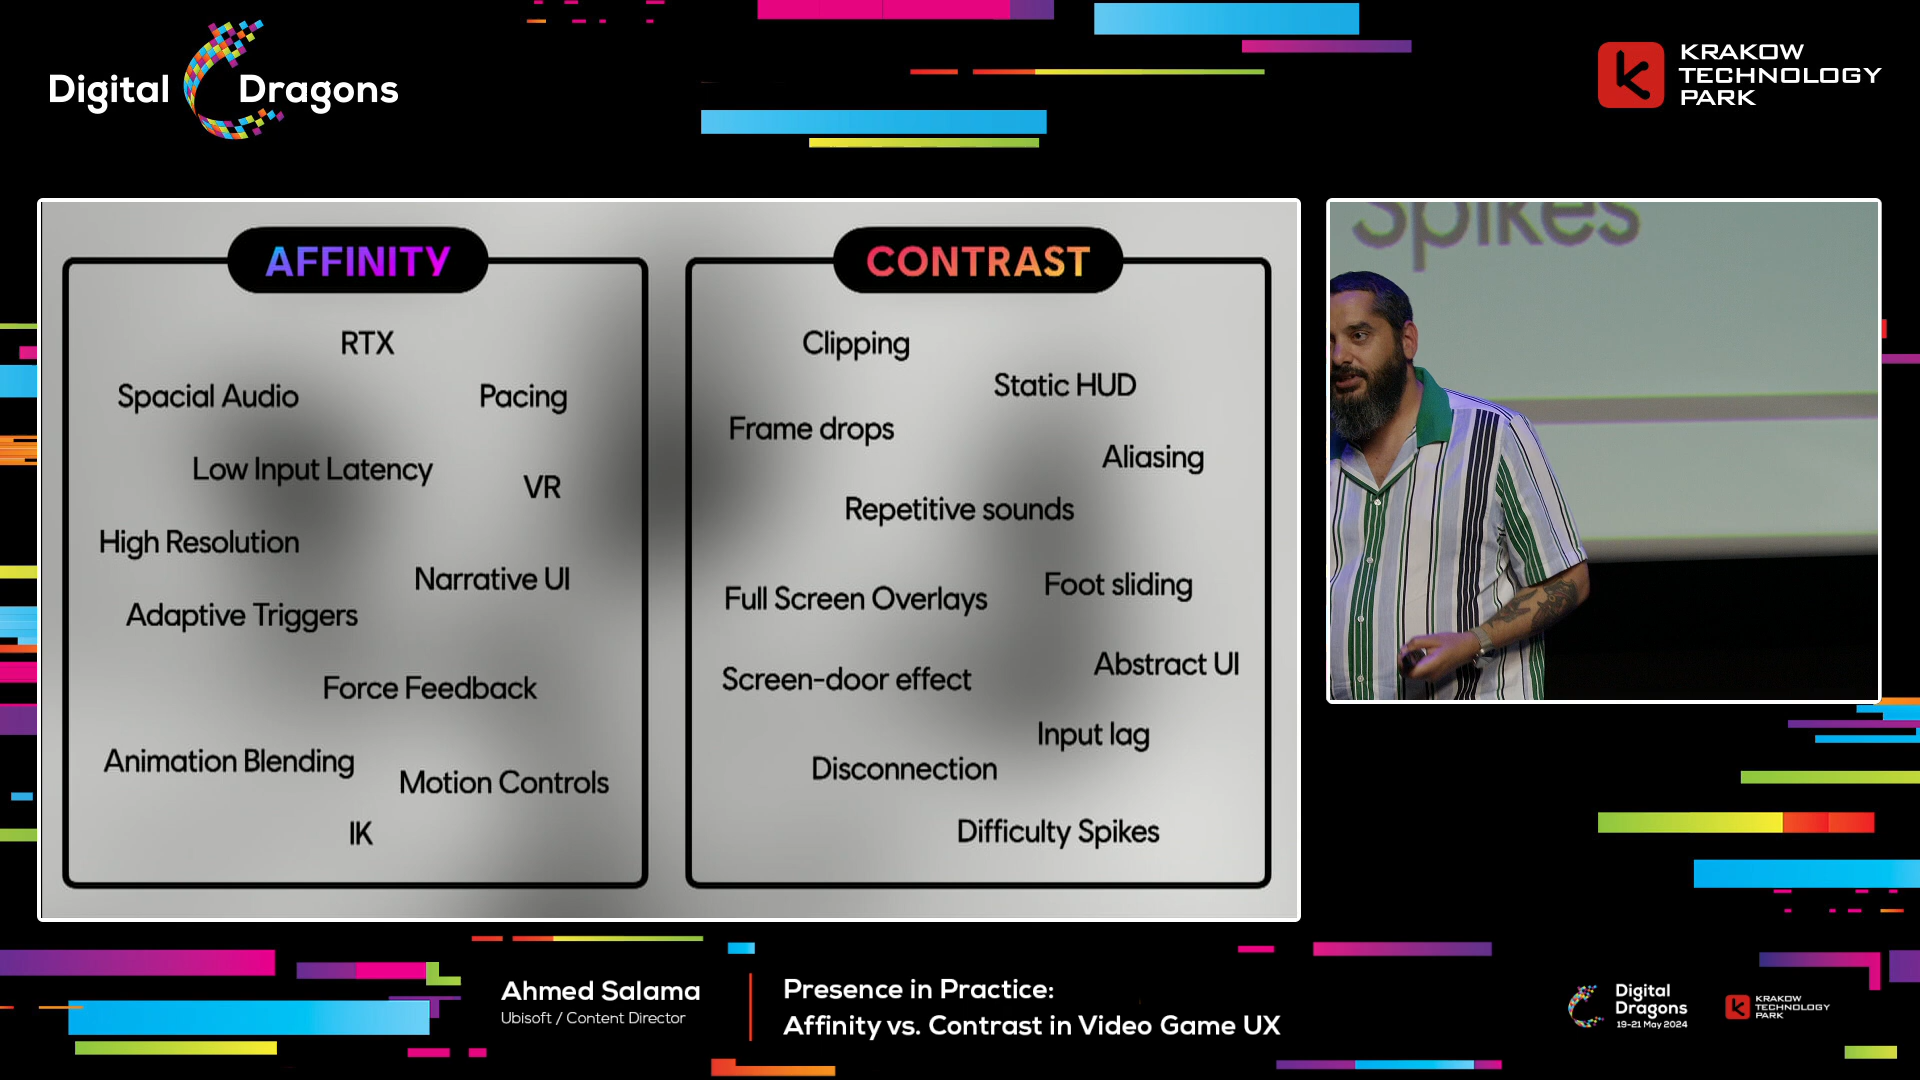 Digital Dragons
KRAKOW
TECHNOLOGY
PARK
AFFINITY
RTX
Spacial Audio
Pacing
Low Input Latency
VR
High Resolution
Narrative UI
Adaptive Triggers
Force Feedback
Animation Blending
Motion Controls
IK
CONTRAST
Clipping
Static HUD
Frame drops
Aliasing
Repetitive sounds
Foot sliding
Full Screen Overlays
Abstract UI
Screen-door effect
Input lag
Disconnection
Difficulty Spikes
Spikes
Ahmed Salama
Ubisoft / Content Director
Presence in Practice:
Affinity vs. Contrast in Video Game UX
Digital
Dragons
19-21 May 2024
KRAKOW
TECHNOLOGY
PARK